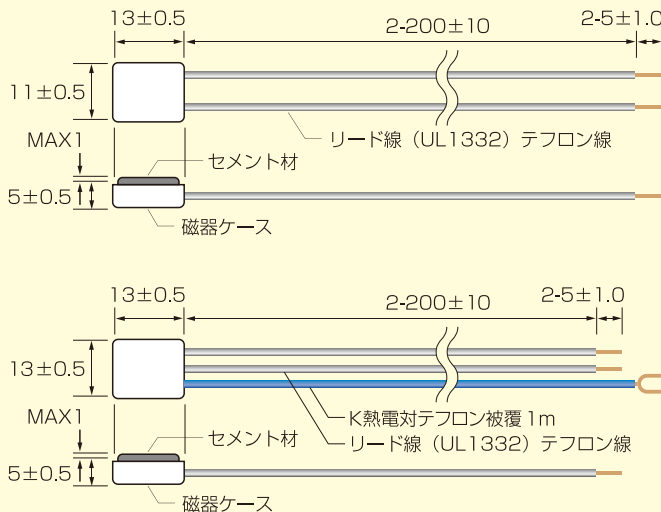 13±0.5
2-200±10
2-5±1.0
11±0.5
リード線（UL1332）テフロン線
MAX1
セメント材
5±0.5
磁器ケース
13±0.5
2-200±10
2-5±1.0
13±0.5
K熱電対テフロン被覆 1m
MAX1
セメント材
リード線（UL1332）テフロン線
5±0.5
磁器ケース